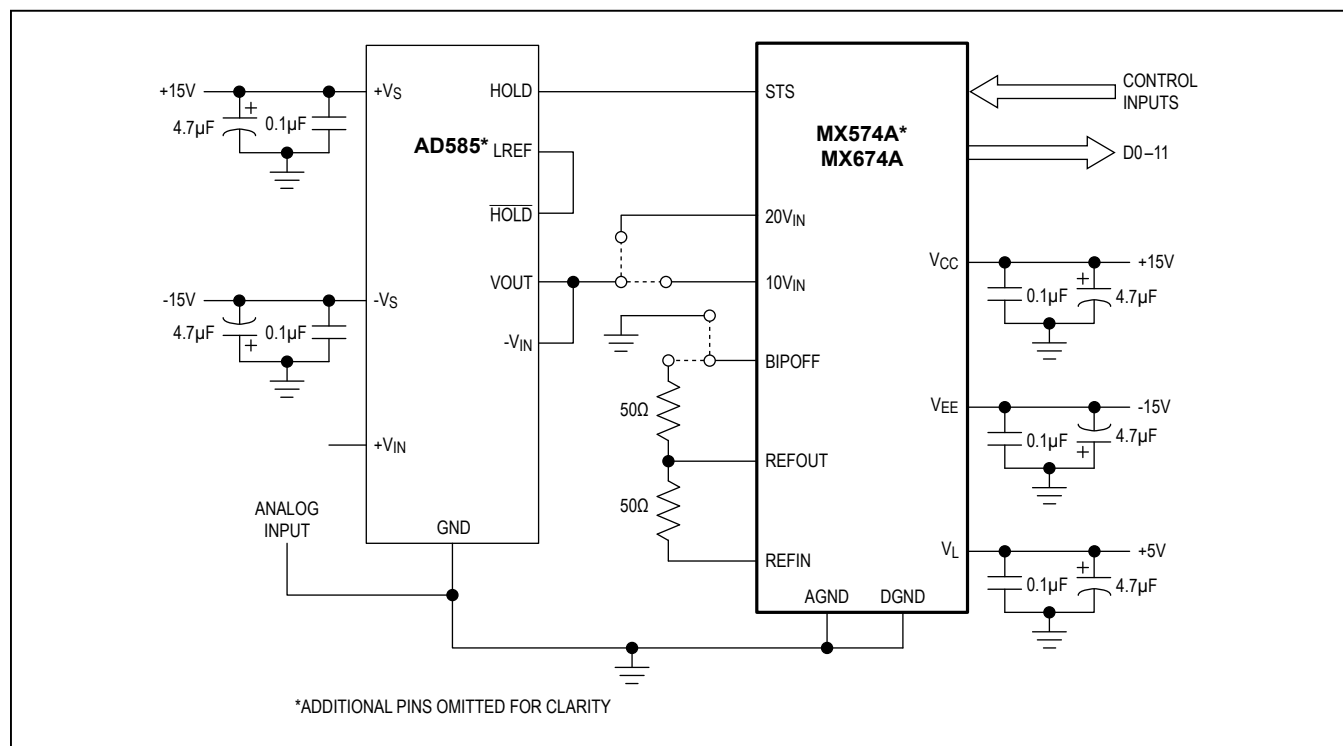 +15V
4.7µF
+
0.1µF
+VS
HOLD
AD585*
LREF
HOLD
VOUT
-VIN
-15V
4.7µF
+
0.1µF
-VS
+VIN
ANALOG
INPUT
GND
STS
MX574A*
MX674A
CONTROL
INPUTS
D0–11
20VIN
10VIN
BIPOFF
50Ω
REFOUT
50Ω
REFIN
AGND
DGND
VCC
+15V
0.1µF
+
4.7µF
VEE
-15V
0.1µF
+
4.7µF
VL
+5V
0.1µF
+
4.7µF
*ADDITIONAL PINS OMITTED FOR CLARITY